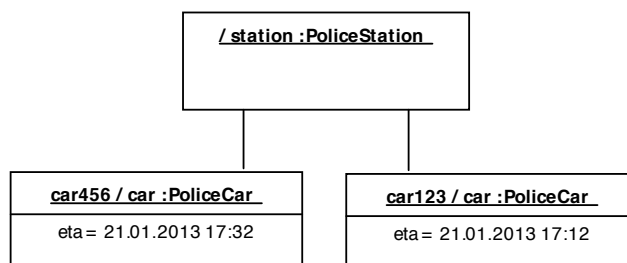 / station :PoliceStation
car456 / car :PoliceCar
eta= 21.01.2013 17:32
car123 / car :PoliceCar
eta= 21.01.2013 17:12